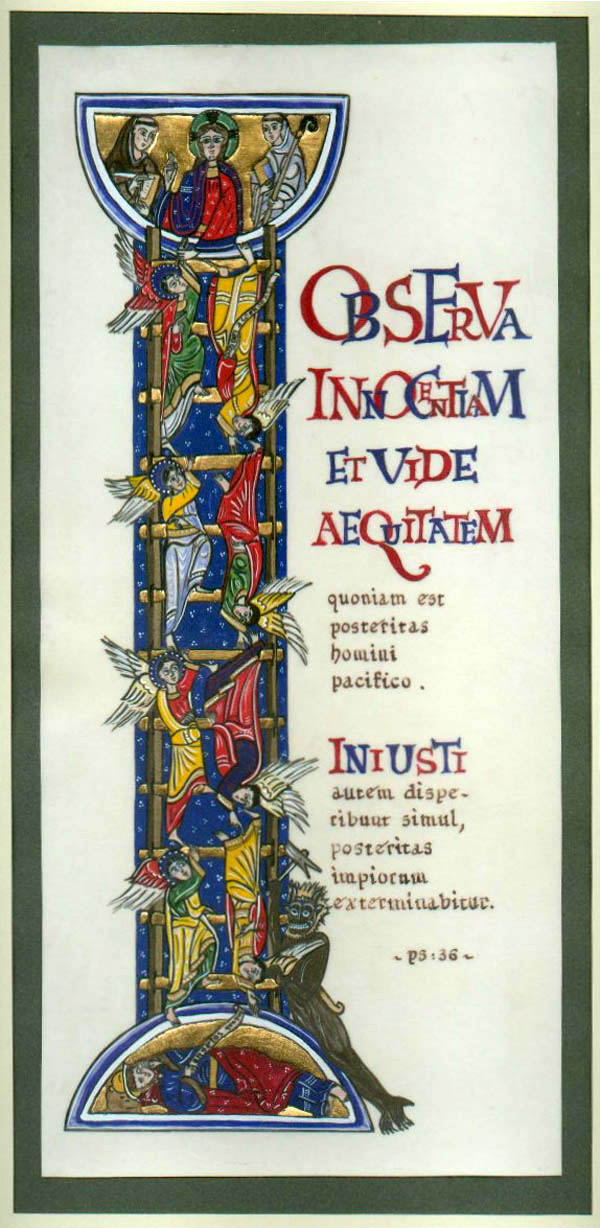 OBSERVA
INNOCENTIAM
ET VIDE
AEQUITATEM
quoniam est
posteritas
homini
pacifico .
INIUSTI
autem dispe-
ribunt simul,
posteritas
impiorum
exterminabitur.
~ ps : 36 ~